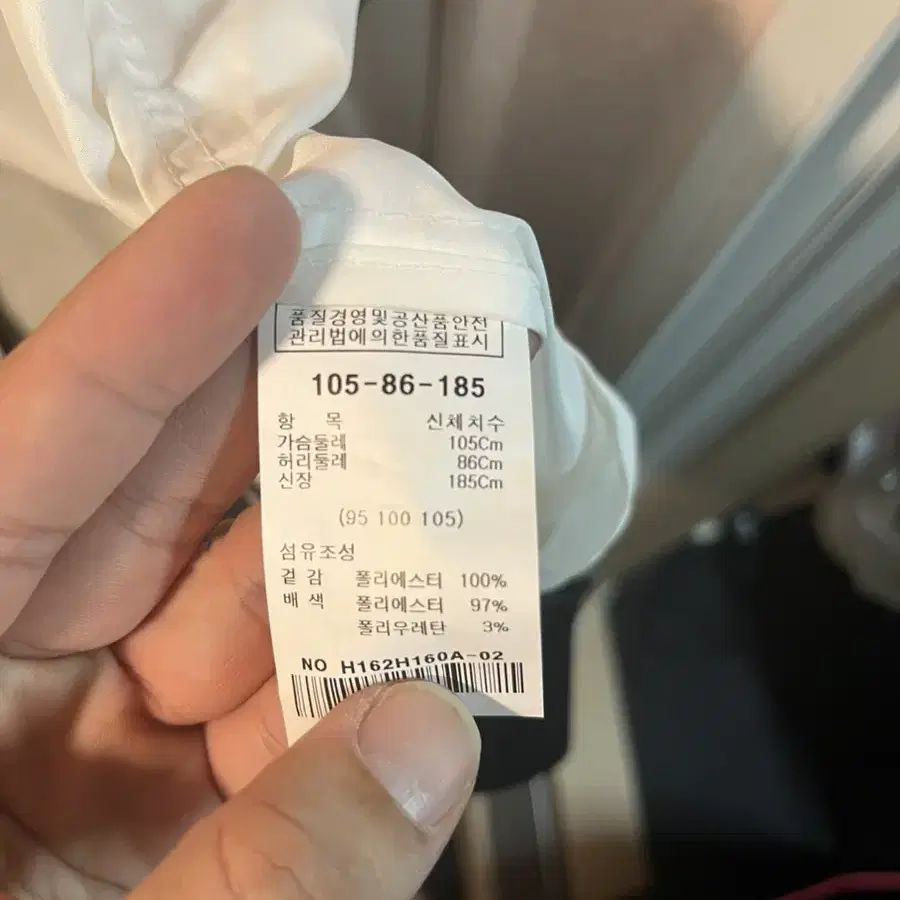 품질경영및공산품안전
관리법에의한품질표시
105-86-185
항 목 신체치수
가슴둘레 105Cm
허리둘레 86Cm
신장 185Cm
(95 100 105)
섬유조성
겉 감 폴리에스터 100%
배 색 폴리에스터 97%
폴리우레탄 3%
NO H162H160A-02